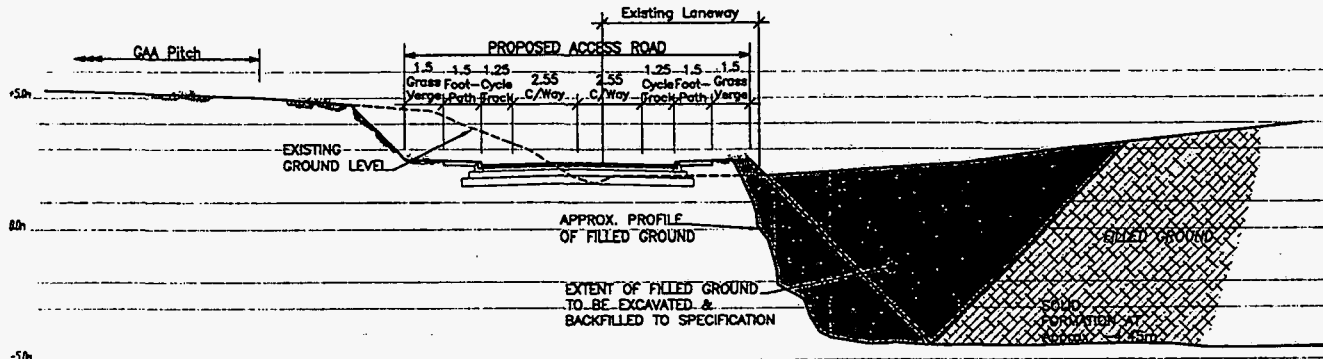 Existing Laneway
GAA Pitch
PROPOSED ACCESS ROAD
1.5
Grass
Verge
1.5
Foot-
Path
1.25
Cycle
Track
2.55
C/Way
2.55
C/Way
1.25
Cycle
Track
1.5
Foot-
Path
1.5
Grass
Verge
EXISTING
GROUND LEVEL
APPROX. PROFILE
OF FILLED GROUND
EXTENT OF FILLED GROUND
TO BE EXCAVATED &
BACKFILLED TO SPECIFICATION
FILLED GROUND
SOLID
FORMATION AT
Approx. -4.45m
+5.0m
0.0m
-5.0m